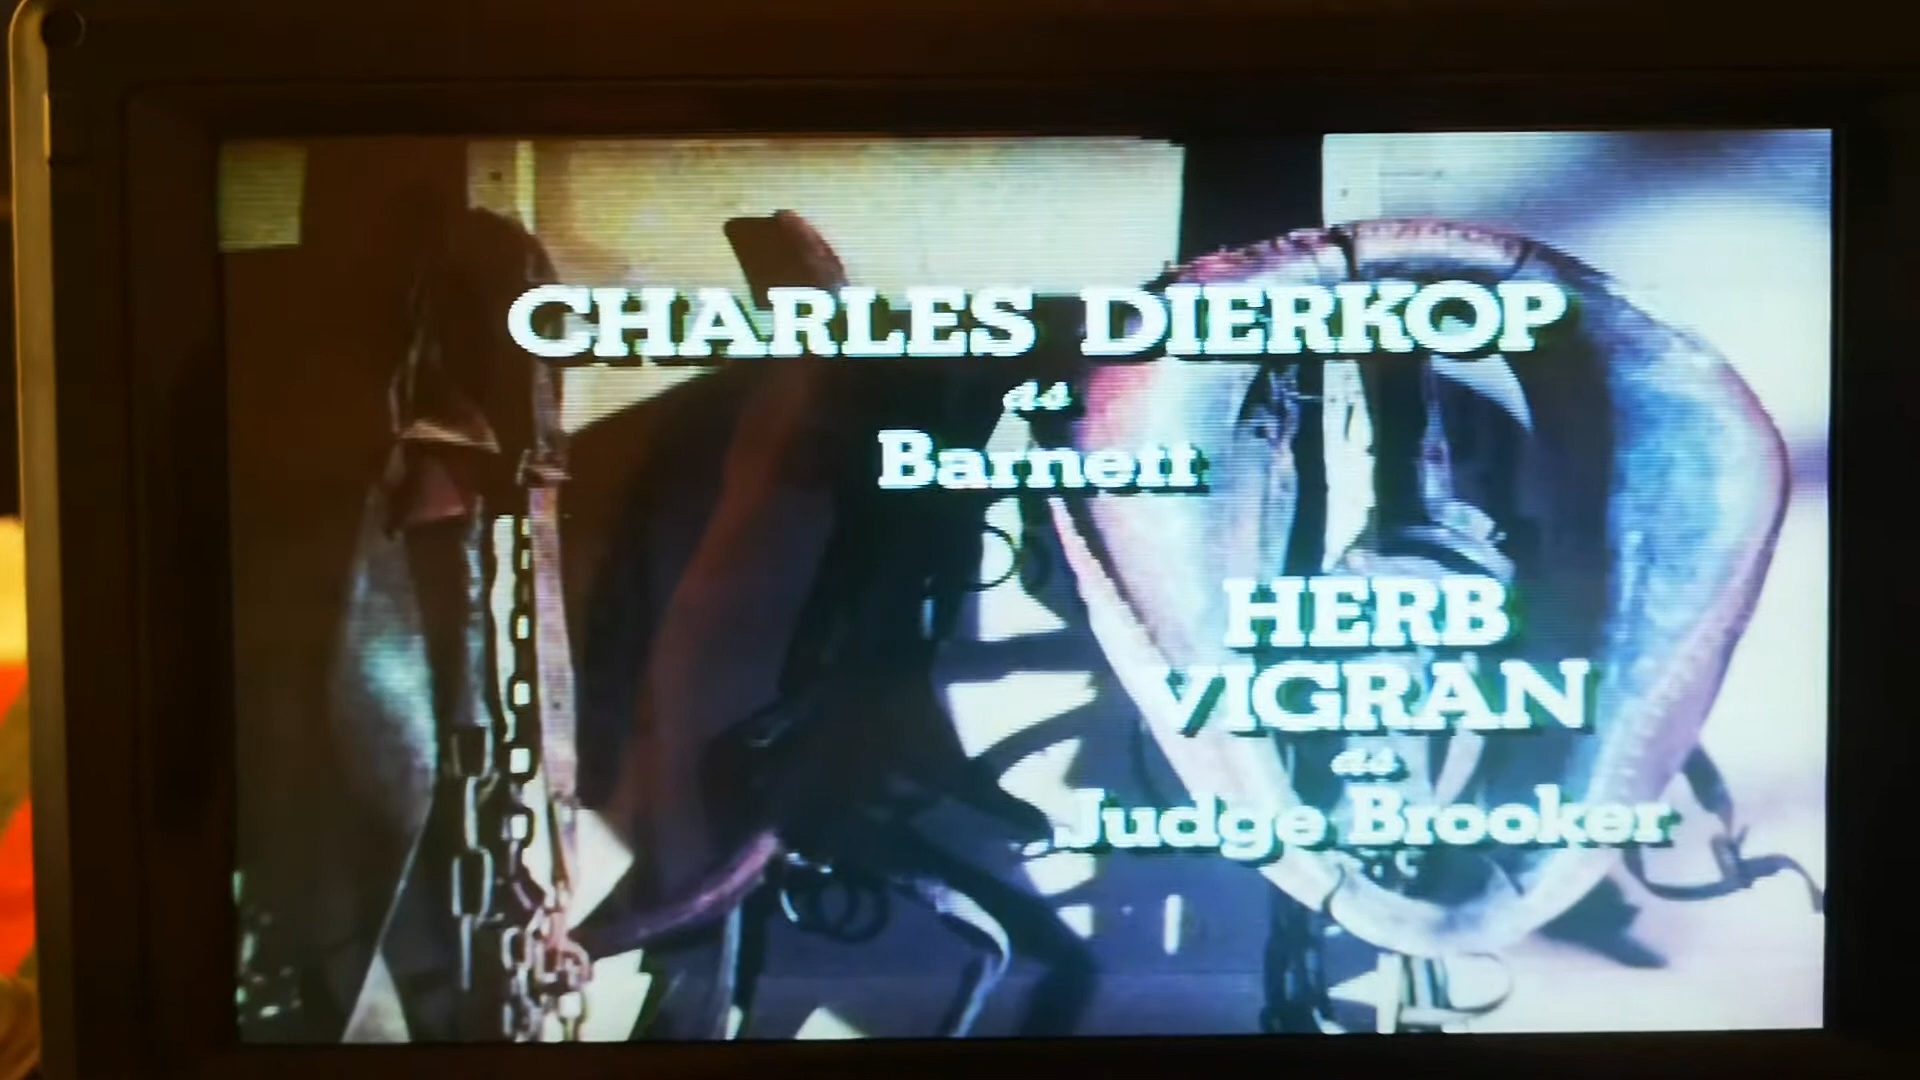 CHARLES DIERKOP
as
Barnett
HERB
VIGRAN
as
Judge Brooker